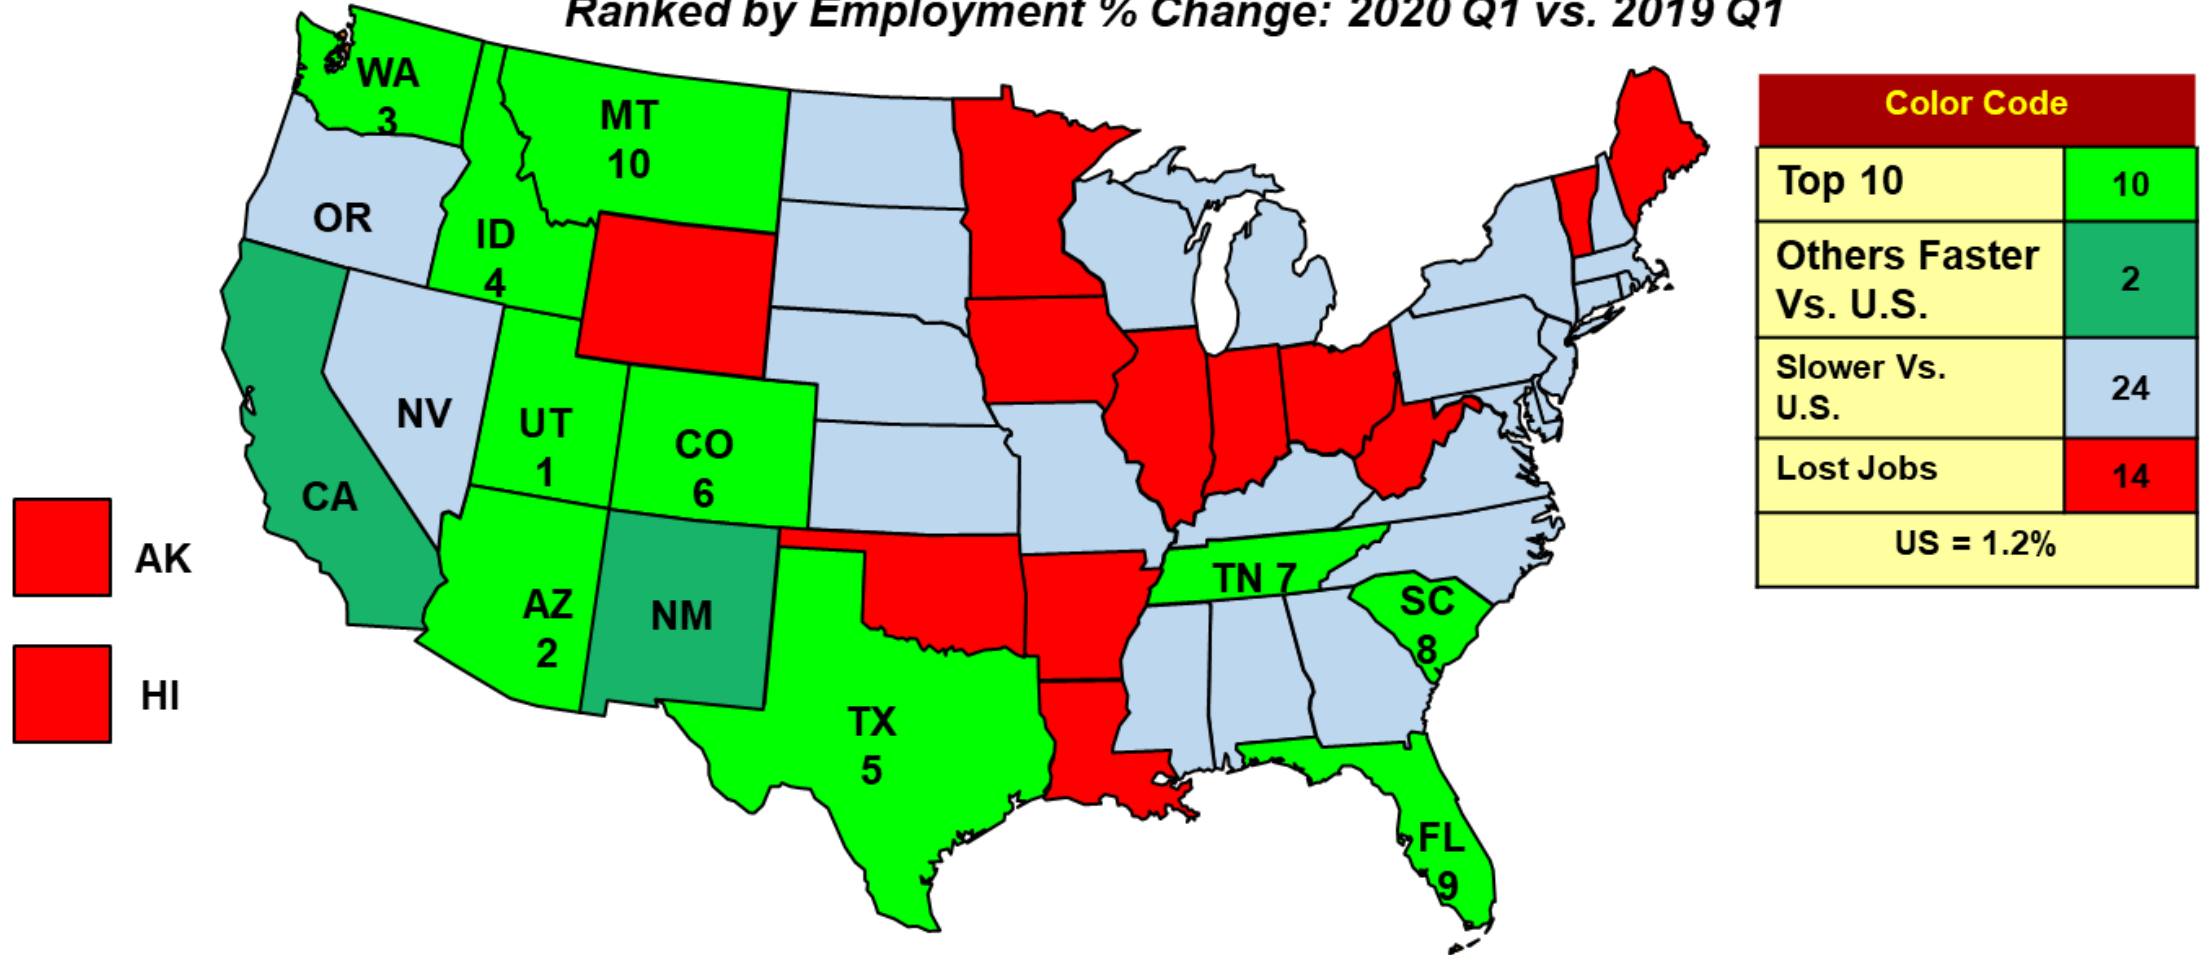 Ranked by Employment % Change: 2020 Q1 vs. 2019 Q1
WA
3
MT
10
OR
ID
4
NV
UT
1
CO
6
CA
AZ
2
NM
TX
5
TN 7
SC
8
FL
9
AK
HI
Color Code
Top 10
10
Others Faster
Vs. U.S.
2
Slower Vs.
U.S.
24
Lost Jobs
14
US = 1.2%